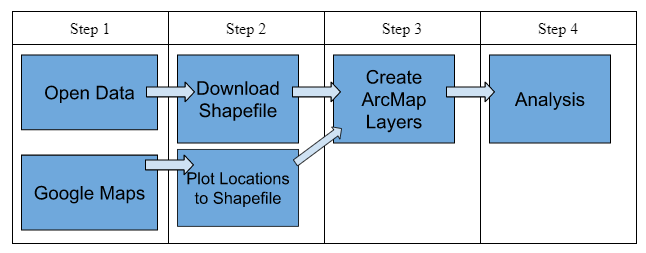 Step 1
Step 2
Step 3
Step 4
Open Data
Download
Shapefile
Create
ArcMap
Layers
Analysis
Google Maps
Plot Locations
to Shapefile